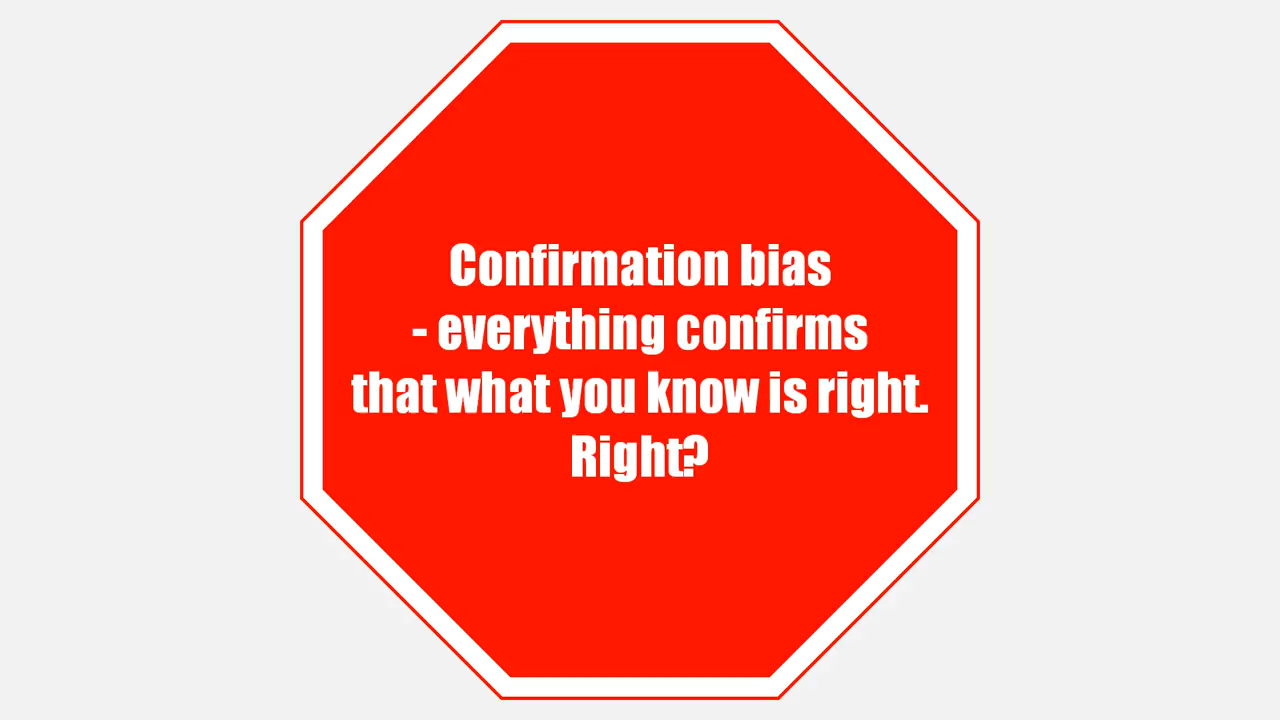 Confirmation bias
- everything confirms
that what you know is right.
Right?